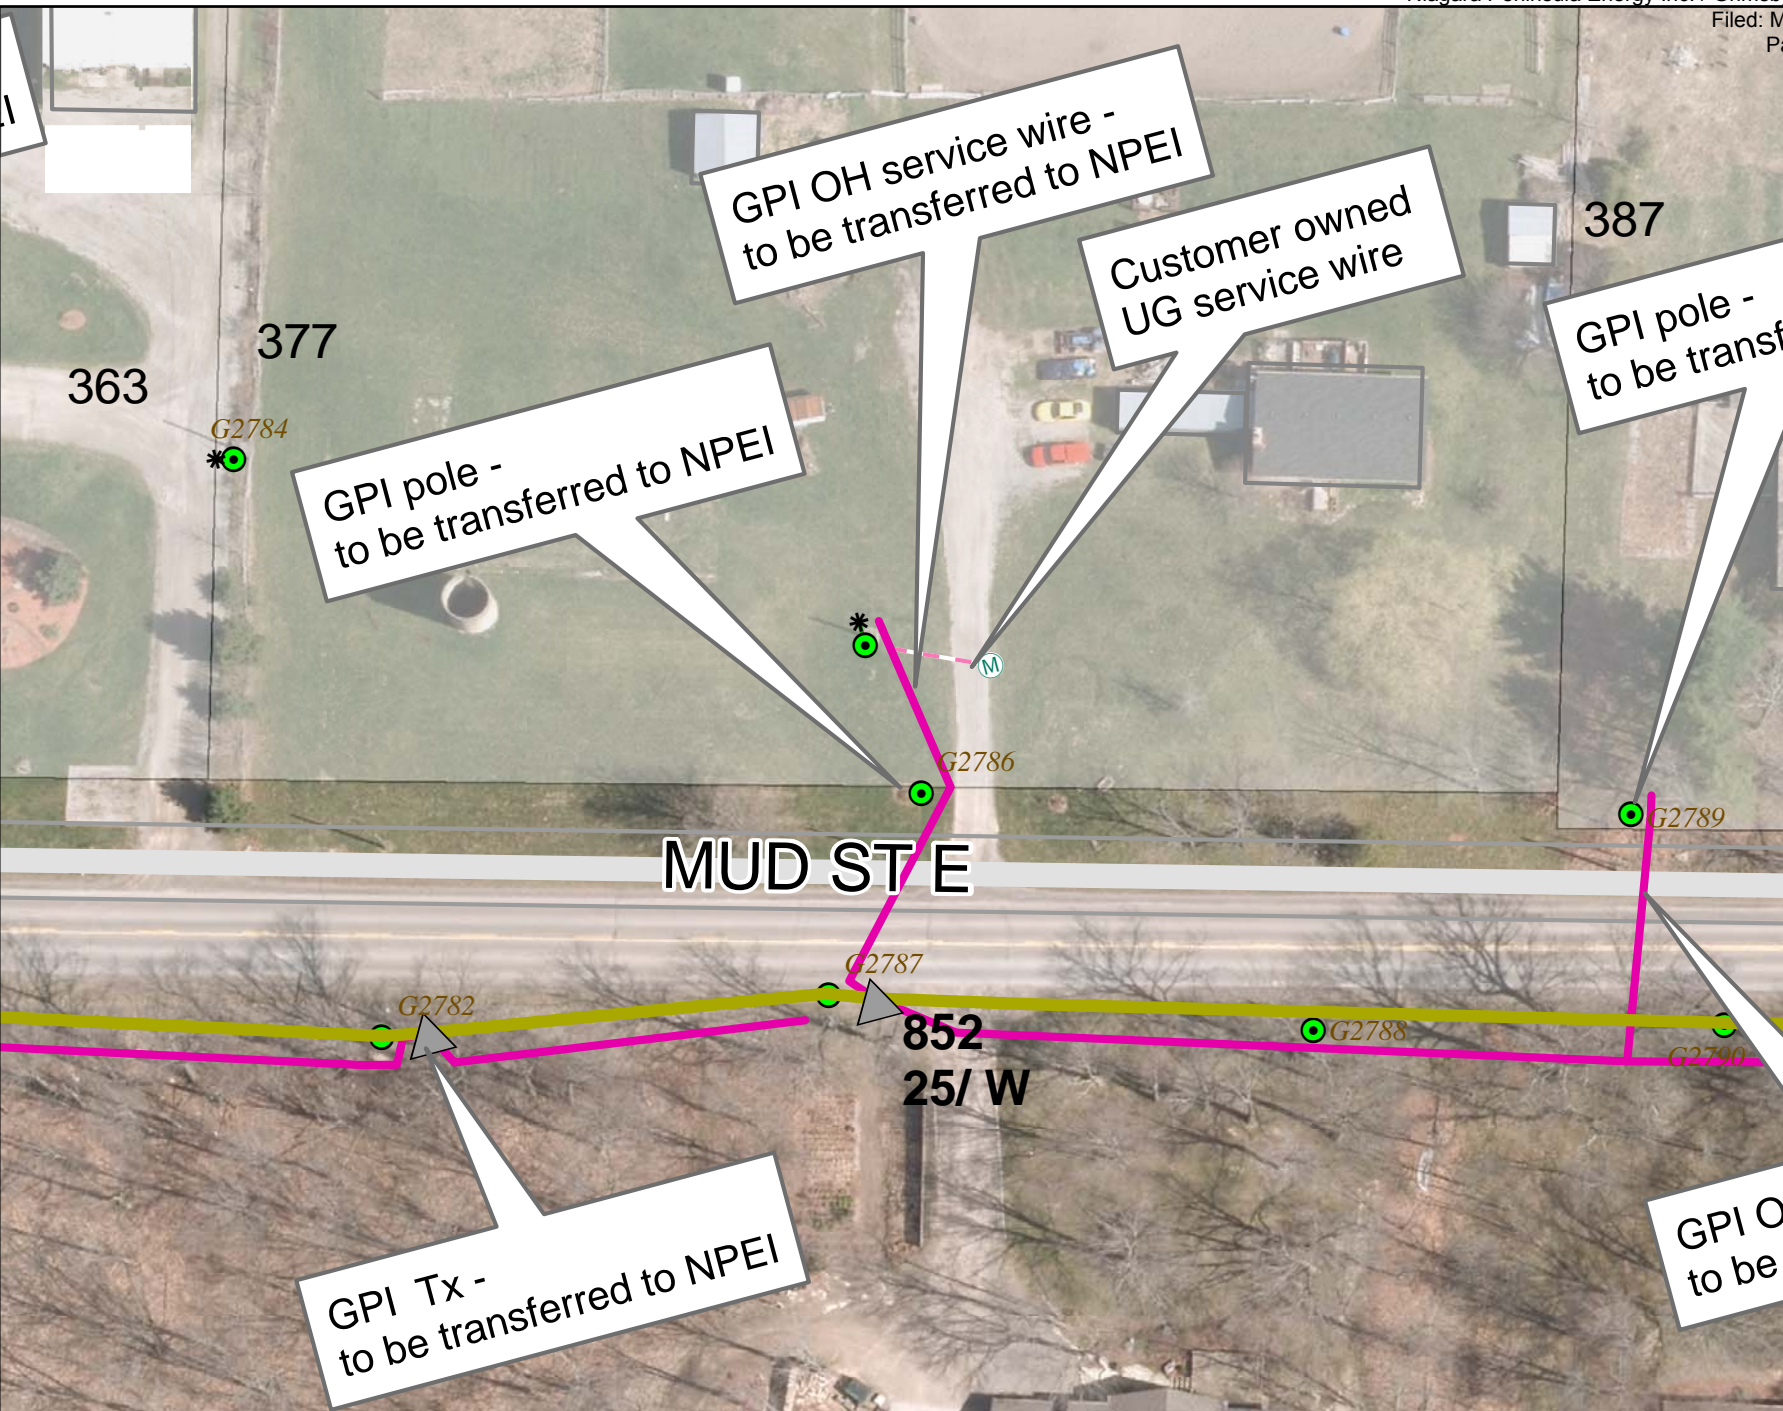 Filed: M
GPI OH service wire -
to be transferred to NPEI
Customer owned
UG service wire
387
GPI pole -
to be transf
377
363
G2784
GPI pole -
to be transferred to NPEI
M
G2786
G2789
MUD ST E
G2787
G2782
852
25/ W
G2788
G2790
GPI Tx -
to be transferred to NPEI
GPI O
to be